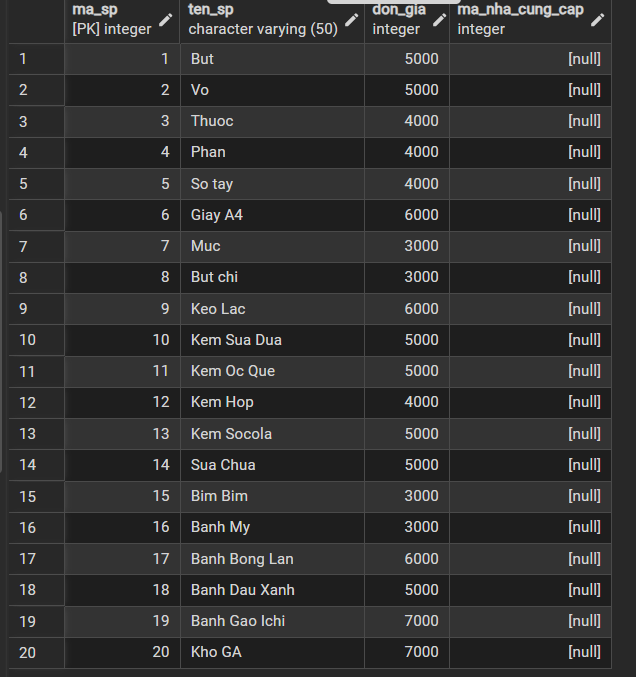 ma_sp ten_sp don_gia ma_nha_cung_cap
[PK] integer character varying (50) integer integer
1 1 But 5000 [null]
2 2 Vo 5000 [null]
3 3 Thuoc 4000 [null]
4 4 Phan 4000 [null]
5 5 So tay 4000 [null]
6 6 Giay A4 6000 [null]
7 7 Muc 3000 [null]
8 8 But chi 3000 [null]
9 9 Keo Lac 6000 [null]
10 10 Kem Sua Dua 5000 [null]
11 11 Kem Oc Que 5000 [null]
12 12 Kem Hop 4000 [null]
13 13 Kem Socola 5000 [null]
14 14 Sua Chua 5000 [null]
15 15 Bim Bim 3000 [null]
16 16 Banh My 3000 [null]
17 17 Banh Bong Lan 6000 [null]
18 18 Banh Dau Xanh 5000 [null]
19 19 Banh Gao Ichi 7000 [null]
20 20 Kho GA 7000 [null]